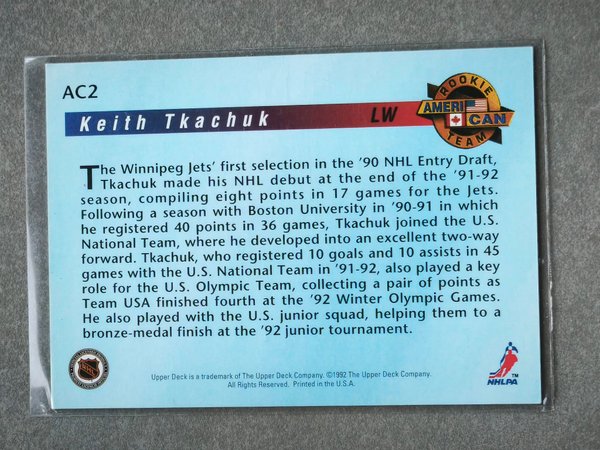 AC2
Keith Tkachuk LW
ROOKIE
AMERI CAN
TEAM
The Winnipeg Jets' first selection in the '90 NHL Entry Draft,
Tkachuk made his NHL debut at the end of the '91-92
season, compiling eight points in 17 games for the Jets.
Following a season with Boston University in '90-91 in which
he registered 40 points in 36 games, Tkachuk joined the U.S.
National Team, where he developed into an excellent two-way
forward. Tkachuk, who registered 10 goals and 10 assists in 45
games with the U.S. National Team in '91-92, also played a key
role for the U.S. Olympic Team, collecting a pair of points as
Team USA finished fourth at the '92 Winter Olympic Games.
He also played with the U.S. junior squad, helping them to a
bronze-medal finish at the '92 junior tournament.
NHL
Upper Deck is a trademark of The Upper Deck Company. ©1992 The Upper Deck Company.
All Rights Reserved. Printed in the U.S.A.
NHLPA
TM